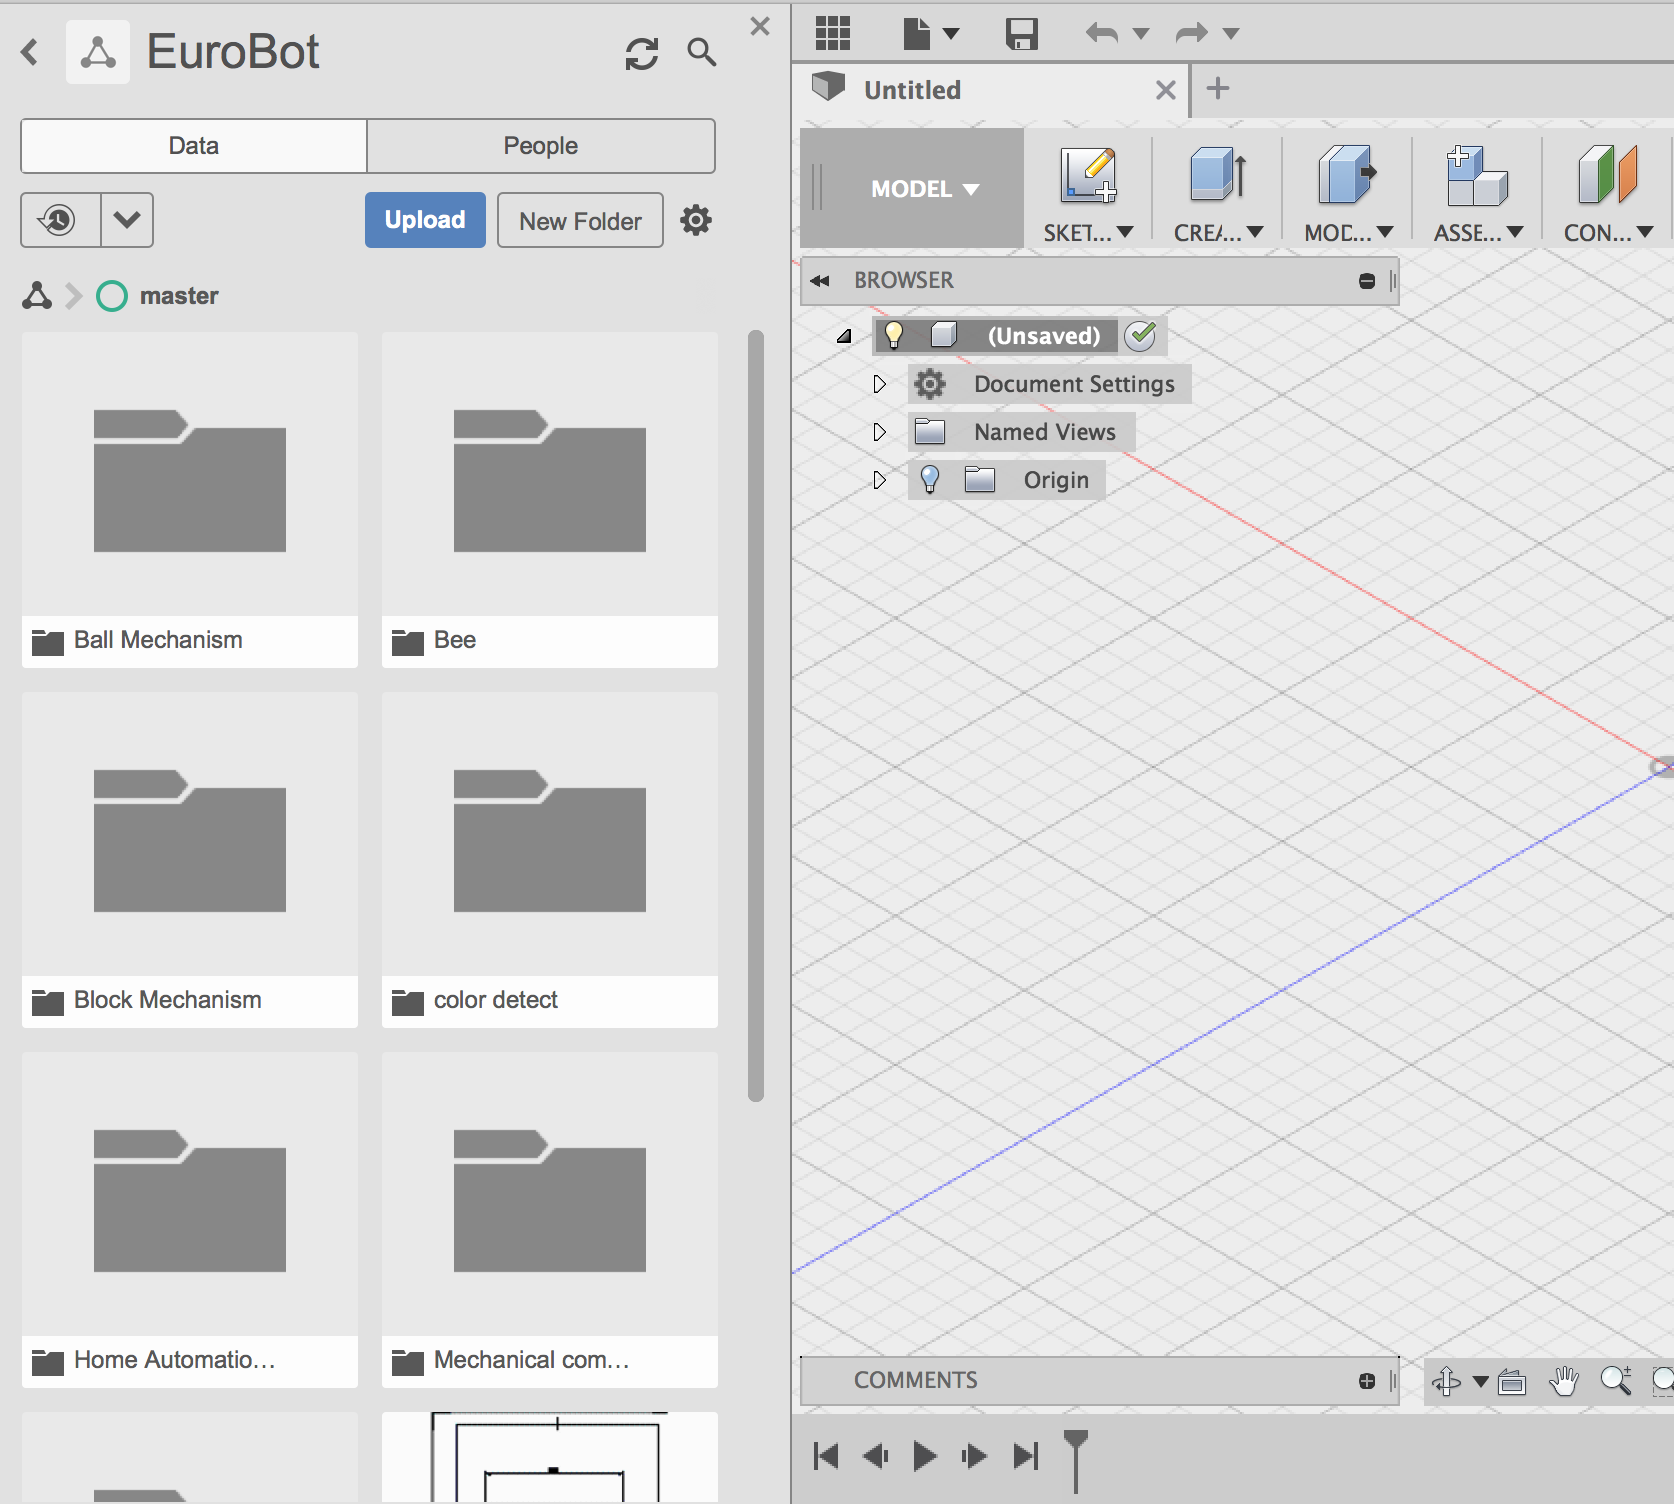 EuroBot
Data
People
Upload
New Folder
master
Ball Mechanism
Bee
Block Mechanism
color detect
Home Automatio...
Mechanical com...
Untitled
MODEL
SKET...
CREA...
MOD...
ASSE...
CON...
BROWSER
(Unsaved)
Document Settings
Named Views
Origin
COMMENTS